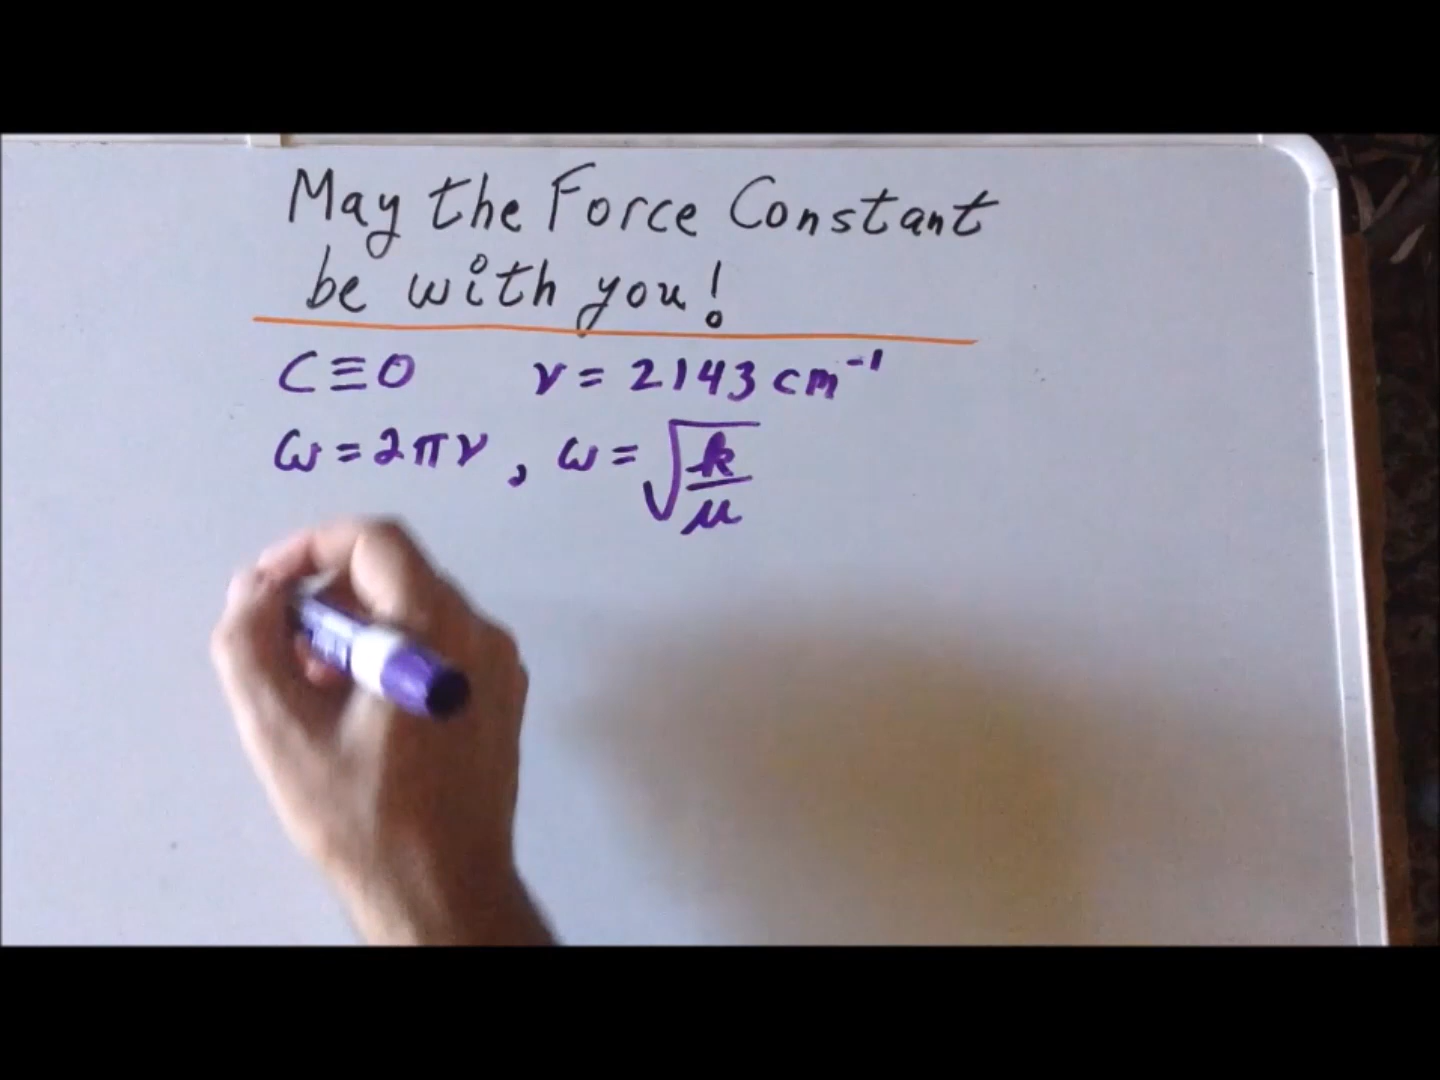 May the Force Constant
be with you!
C≡O ν = 2143 cm⁻¹
ω = 2πν, ω = √(k/μ)